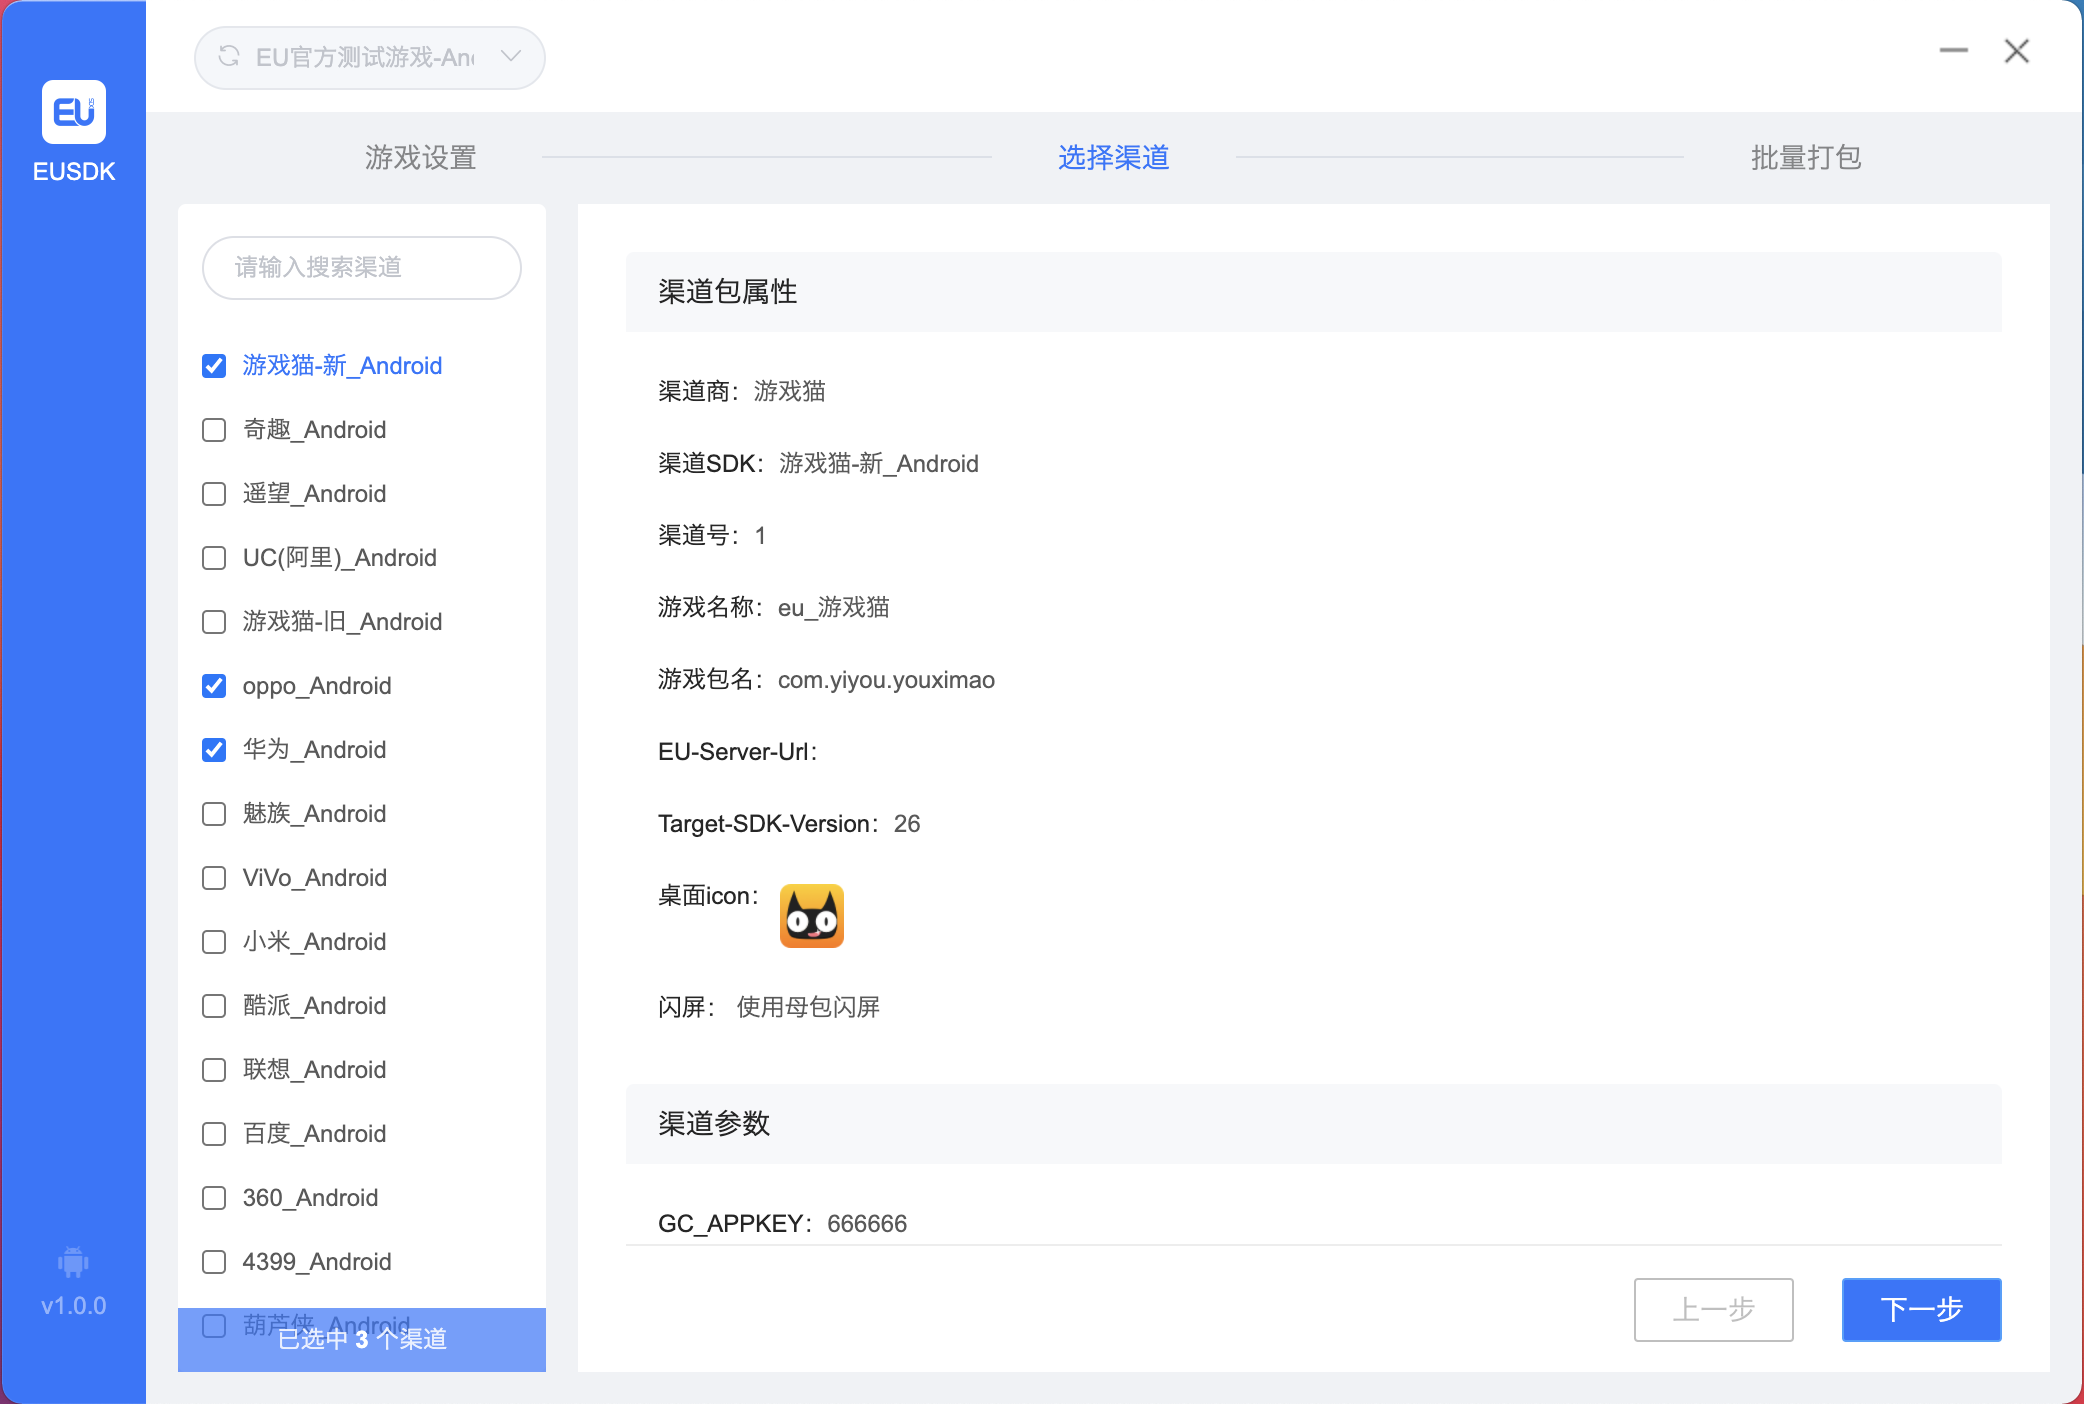 EU官方测试游戏-An
EU
EUSDK
游戏设置
选择渠道
批量打包
请输入搜索渠道
游戏猫-新_Android
奇趣_Android
遥望_Android
UC(阿里)_Android
游戏猫-旧_Android
oppo_Android
华为_Android
魅族_Android
ViVo_Android
小米_Android
酷派_Android
联想_Android
百度_Android
360_Android
4399_Android
葫芦侠_Android
已选中 3 个渠道
渠道包属性
渠道商： 游戏猫
渠道SDK： 游戏猫-新_Android
渠道号： 1
游戏名称： eu_游戏猫
游戏包名： com.yiyou.youximao
EU-Server-Url：
Target-SDK-Version： 26
桌面icon：
闪屏： 使用母包闪屏
渠道参数
GC_APPKEY： 666666
上一步
下一步
v1.0.0